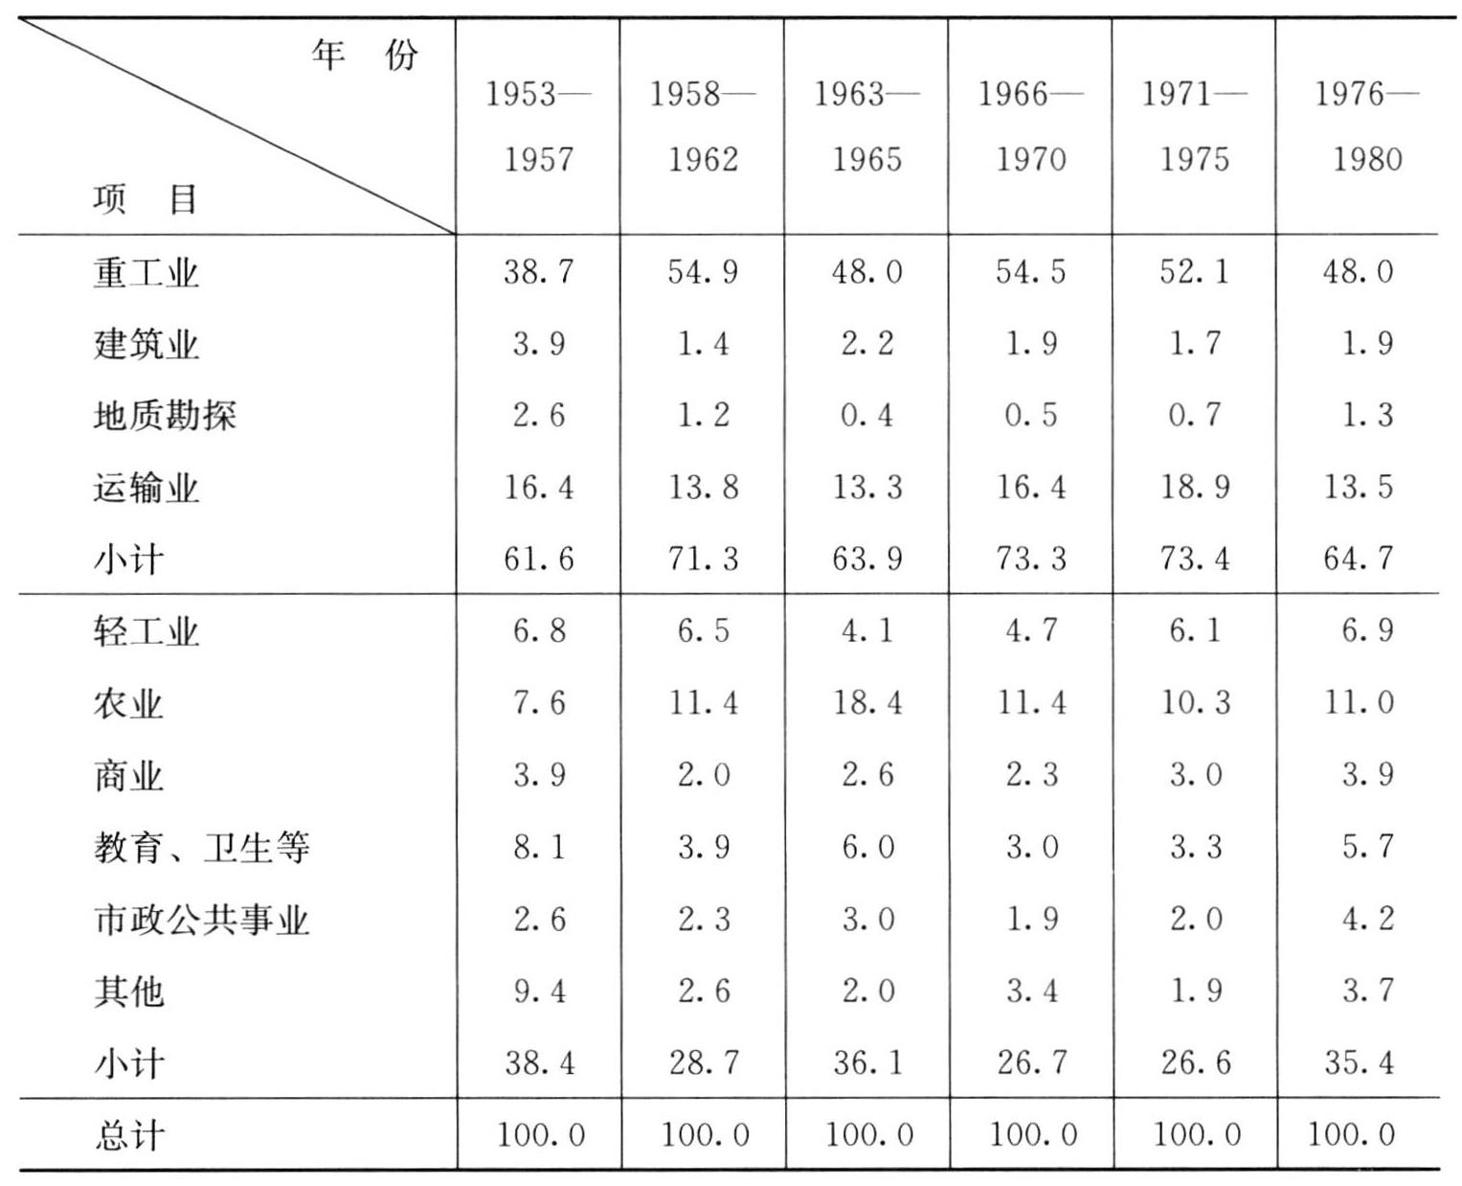 年 份
项 目
1953— 1958— 1963— 1966— 1971— 1976—
1957 1962 1965 1970 1975 1980
重工业 38.7 54.9 48.0 54.5 52.1 48.0
建筑业 3.9 1.4 2.2 1.9 1.7 1.9
地质勘探 2.6 1.2 0.4 0.5 0.7 1.3
运输业 16.4 13.8 13.3 16.4 18.9 13.5
小计 61.6 71.3 63.9 73.3 73.4 64.7
轻工业 6.8 6.5 4.1 4.7 6.1 6.9
农业 7.6 11.4 18.4 11.4 10.3 11.0
商业 3.9 2.0 2.6 2.3 3.0 3.9
教育、卫生等 8.1 3.9 6.0 3.0 3.3 5.7
市政公共事业 2.6 2.3 3.0 1.9 2.0 4.2
其他 9.4 2.6 2.0 3.4 1.9 3.7
小计 38.4 28.7 36.1 26.7 26.6 35.4
总计 100.0 100.0 100.0 100.0 100.0 100.0